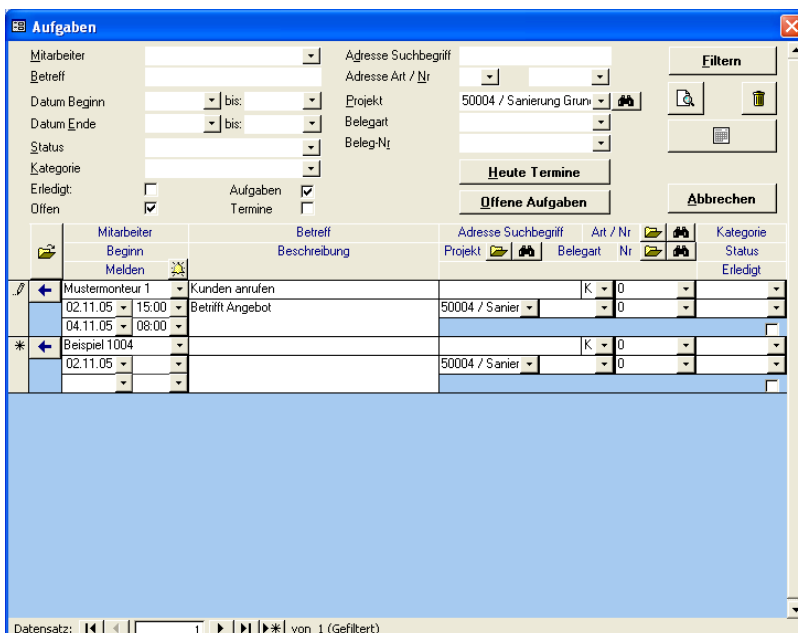 Aufgaben
Mitarbeiter Adresse Suchbegriff Filtern
Betreff Adresse Art / Nr
Datum Beginn bis: Projekt 50004 / Sanierung Grun
Datum Ende bis: Belegart
Status Beleg-Nr
Kategorie Heute Termine
Erledigt: Aufgaben Abbrechen
Offen Termine Offene Aufgaben
Mitarbeiter Betreff Adresse Suchbegriff Art / Nr Kategorie
Beginn Beschreibung Projekt Belegart Nr Status
Melden Erledigt
Mustermonteur 1 Kunden anrufen K 0
02.11.05 15:00 Betrifft Angebot 50004 / Sanier 0
04.11.05 08:00
Beispiel 1004 K 0
02.11.05 50004 / Sanier 0
Datensatz: 1 von 1 (Gefiltert)